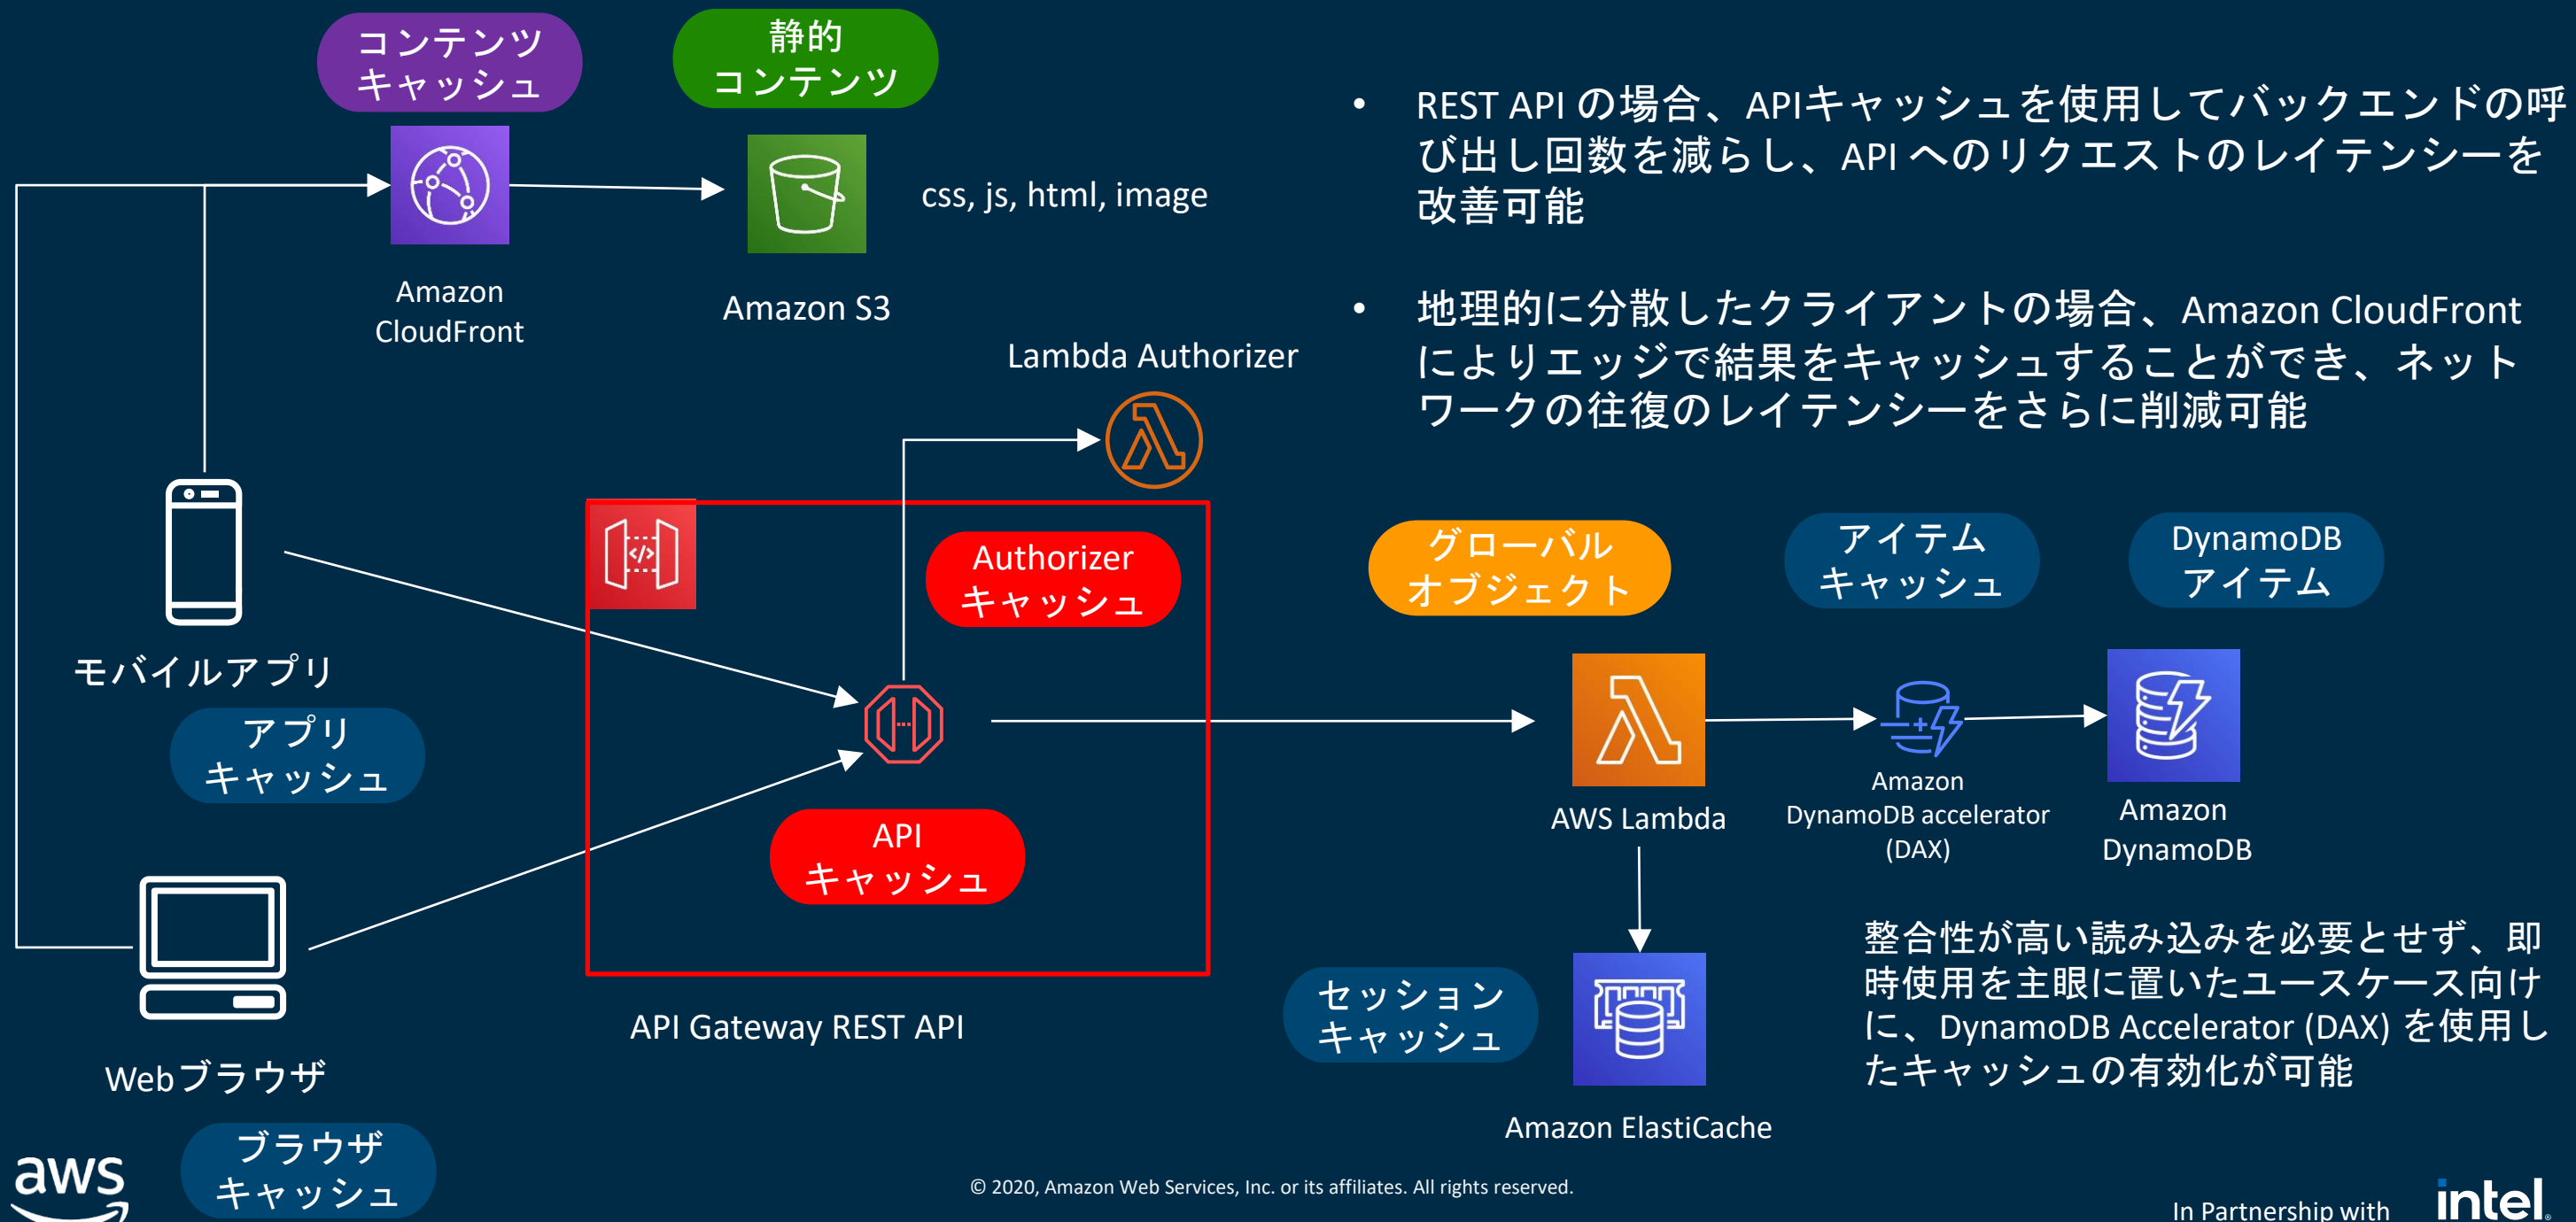 コンテンツ
キャッシュ
静的
コンテンツ
Amazon
CloudFront
Amazon S3
css, js, html, image
• REST API の場合、APIキャッシュを使用してバックエンドの呼
び出し回数を減らし、API へのリクエストのレイテンシーを
改善可能
• 地理的に分散したクライアントの場合、Amazon CloudFront
によりエッジで結果をキャッシュすることができ、ネット
ワークの往復のレイテンシーをさらに削減可能
Lambda Authorizer
モバイルアプリ
アプリ
キャッシュ
Authorizer
キャッシュ
API
キャッシュ
API Gateway REST API
Webブラウザ
ブラウザ
キャッシュ
グローバル
オブジェクト
アイテム
キャッシュ
DynamoDB
アイテム
AWS Lambda
Amazon
DynamoDB accelerator
(DAX)
Amazon
DynamoDB
セッション
キャッシュ
Amazon ElastiCache
整合性が高い読み込みを必要とせず、即
時使用を主眼に置いたユースケース向け
に、DynamoDB Accelerator (DAX) を使用し
たキャッシュの有効化が可能
aws
© 2020, Amazon Web Services, Inc. or its affiliates. All rights reserved.
In Partnership with
intel.